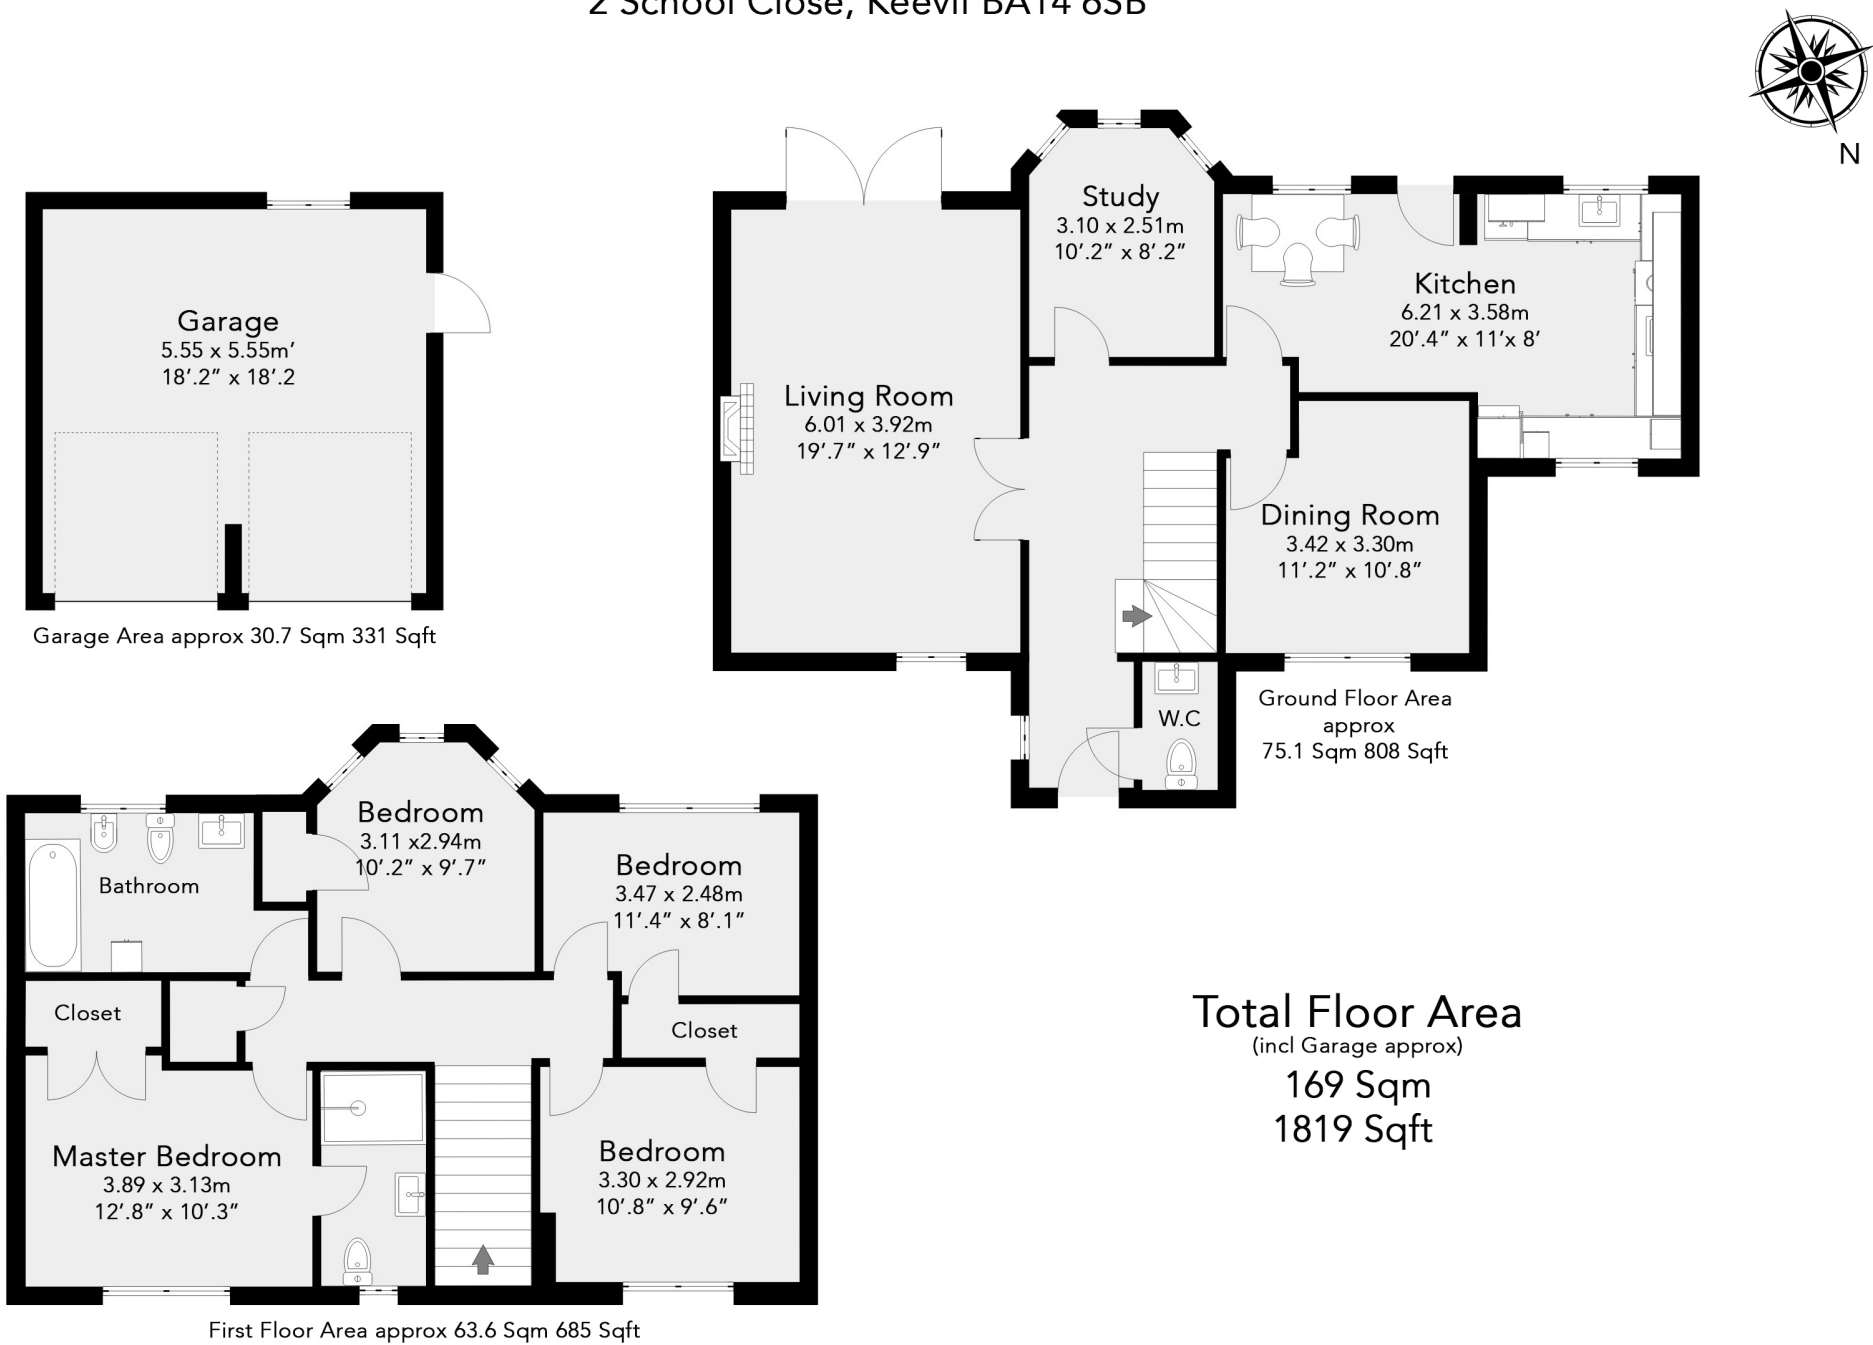 2 School Close, Keevil BA14 6SB
N
Garage
5.55 x 5.55m'
18'.2" x 18'.2
Garage Area approx 30.7 Sqm 331 Sqft
Study
3.10 x 2.51m
10'.2" x 8'.2"
Kitchen
6.21 x 3.58m
20'.4" x 11'x 8'
Living Room
6.01 x 3.92m
19'.7" x 12'.9"
Dining Room
3.42 x 3.30m
11'.2" x 10'.8"
W.C
Ground Floor Area
approx
75.1 Sqm 808 Sqft
Bedroom
3.11 x2.94m
10'.2" x 9'.7"
Bedroom
3.47 x 2.48m
11'.4" x 8'.1"
Bathroom
Closet
Closet
Master Bedroom
3.89 x 3.13m
12'.8" x 10'.3"
Bedroom
3.30 x 2.92m
10'.8" x 9'.6"
First Floor Area approx 63.6 Sqm 685 Sqft
Total Floor Area
(incl Garage approx)
169 Sqm
1819 Sqft